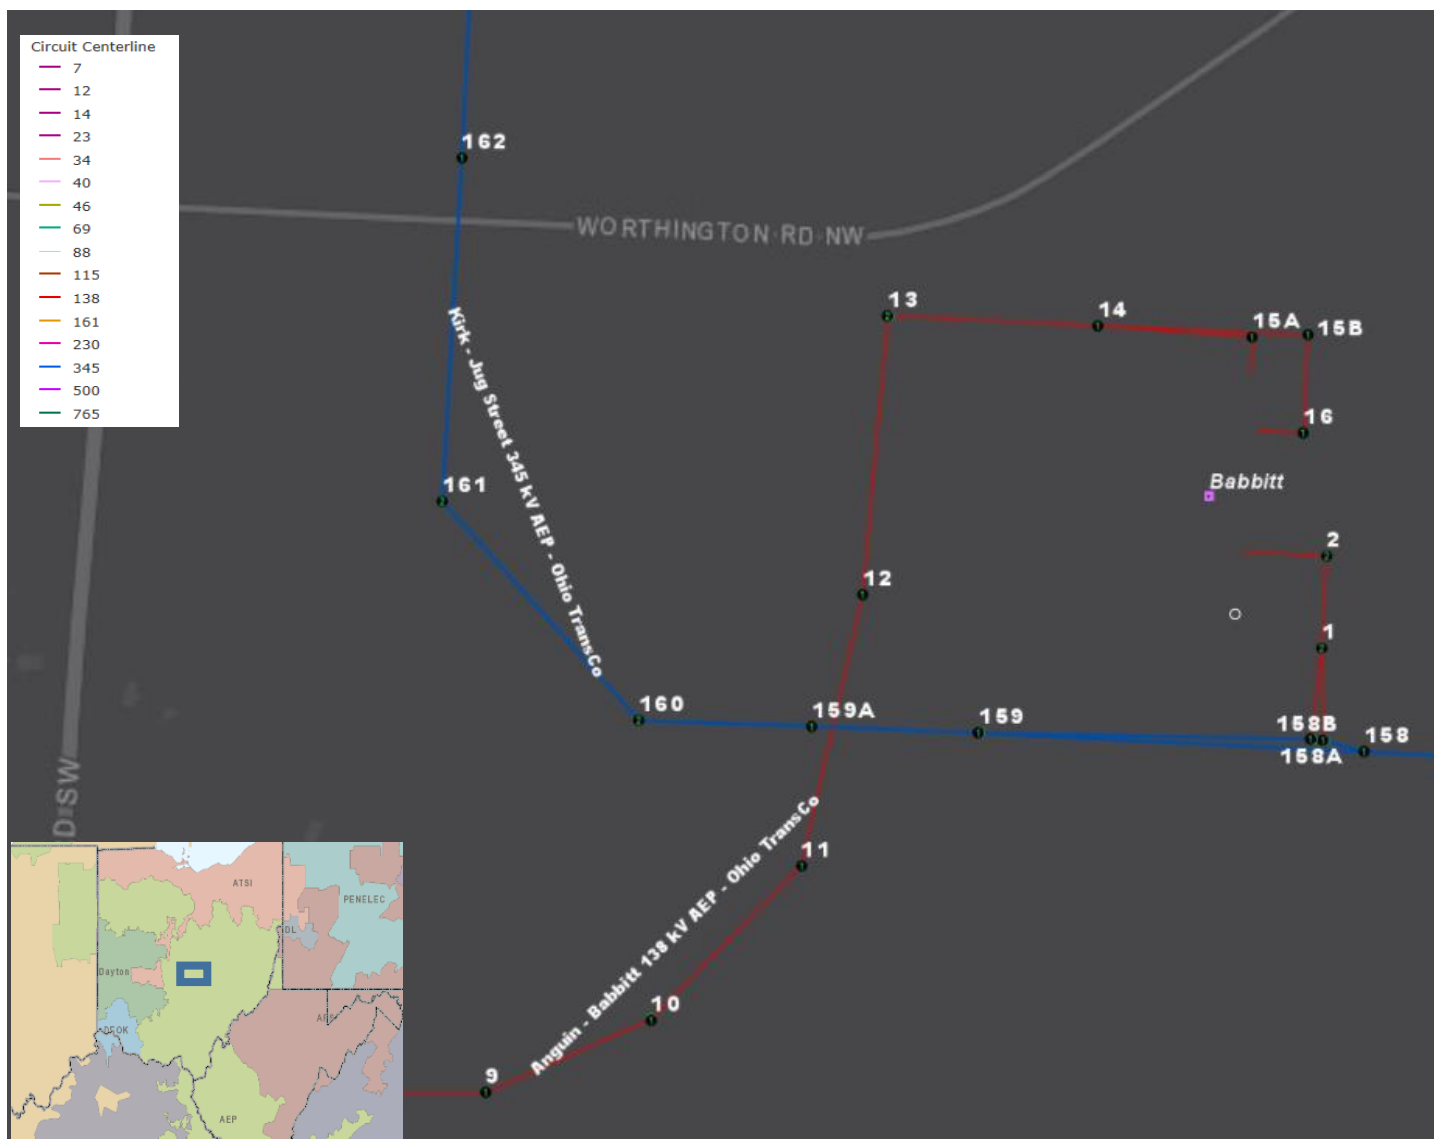 Circuit Centerline
7
12
14
23
34
40
46
69
88
115
138
161
230
345
500
765
162
WORTHINGTON RD NW
13
14
15A
15B
Kirk - Jug Street 345 kV AEP - Ohio TransCo
16
161
Babbitt
2
12
1
160
159A
159
158B
158
158A
D SW
Anguin - Babbitt 138 kV AEP - Ohio TransCo
11
10
9
ATSI
PENELEC
DL
Dayton
DEOK
APS
AEP